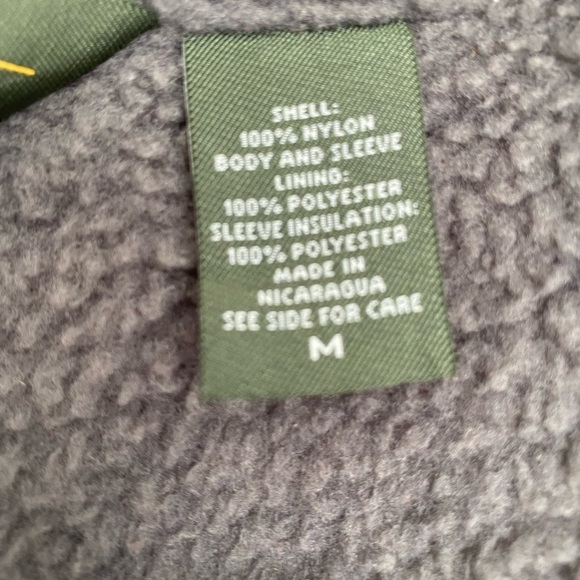 SHELL:
100% NYLON
BODY AND SLEEVE
LINING:
100% POLYESTER
SLEEVE INSULATION:
100% POLYESTER
MADE IN
NICARAGUA
SEE SIDE FOR CARE
M